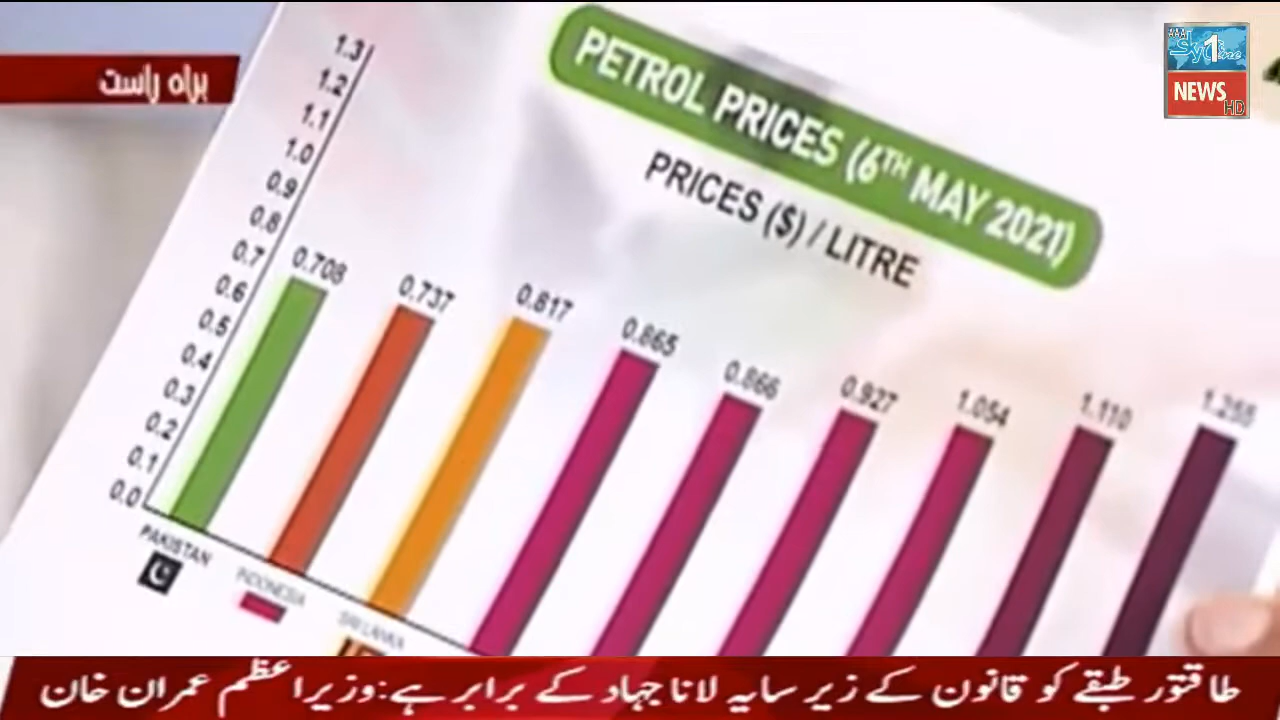 براہ راست
AAAJ
1
NEWS
HD
PETROL PRICES (6TH MAY 2021)
PRICES ($) / LITRE
1.3
1.2
1.1
1.0
0.9
0.8
0.7
0.6
0.5
0.4
0.3
0.2
0.1
0.0
0.708
0.737
0.817
0.865
0.866
0.927
1.054
1.110
PAKISTAN
INDONESIA
SRI LANKA
طاقتور طبقے کو قانون کے زیر سایہ لانا جہاد کے برابر ہے:وزیراعظم عمران خان